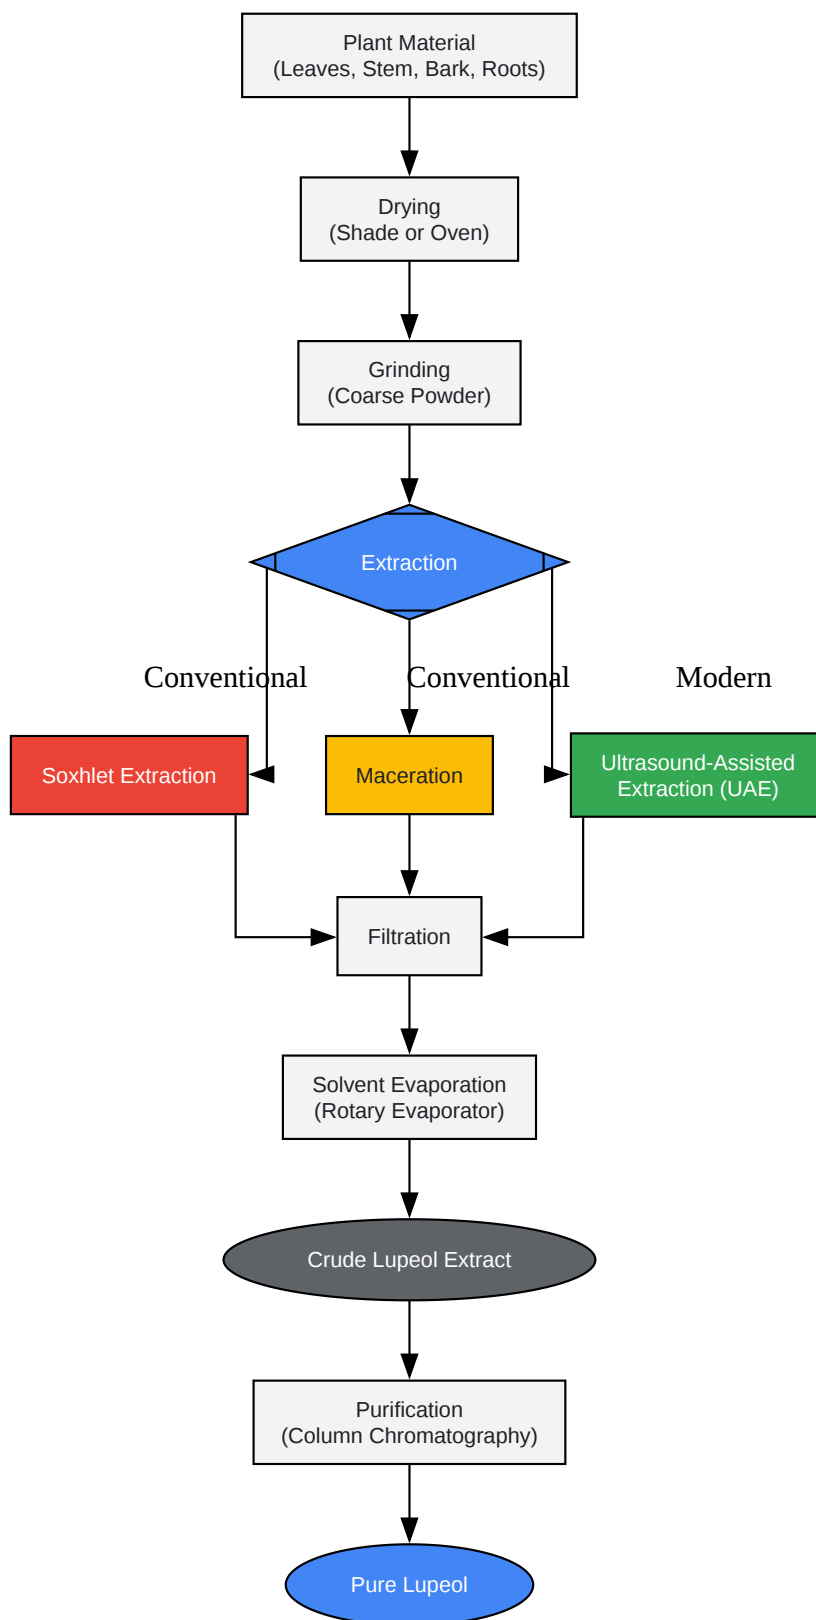 Plant Material
(Leaves, Stem, Bark, Roots)
Drying
(Shade or Oven)
Grinding
(Coarse Powder)
Extraction
Conventional
Conventional
Modern
Soxhlet Extraction
Maceration
Ultrasound-Assisted
Extraction (UAE)
Filtration
Solvent Evaporation
(Rotary Evaporator)
Crude Lupeol Extract
Purification
(Column Chromatography)
Pure Lupeol